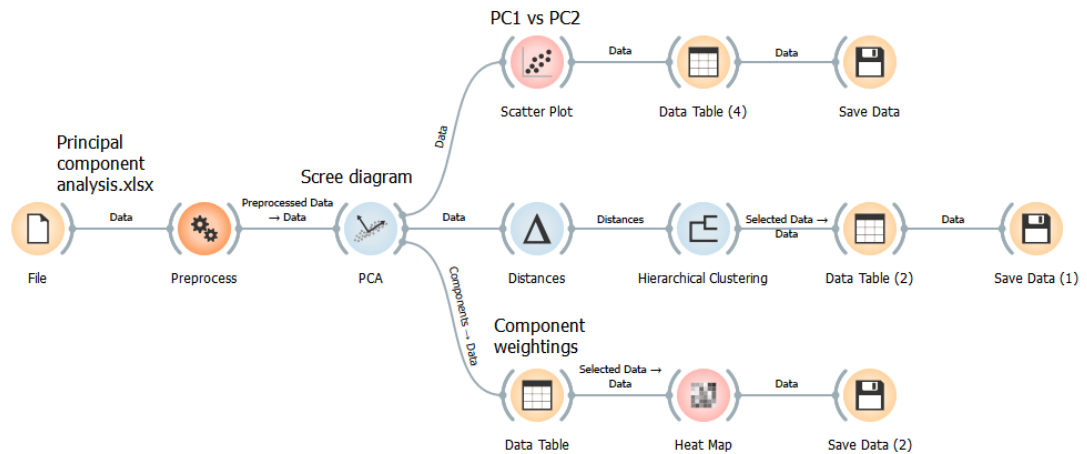 PC1 vs PC2
Data
Data
Scatter Plot
Data Table (4)
Save Data
Data
Principal
component
analysis.xlsx
Scree diagram
Data
Preprocessed Data
→ Data
Data
Distances
Selected Data →
Data
Data
File
Preprocess
PCA
Distances
Hierarchical Clustering
Data Table (2)
Save Data (1)
Components → Data
Component
weightings
Selected Data →
Data
Data
Data Table
Heat Map
Save Data (2)